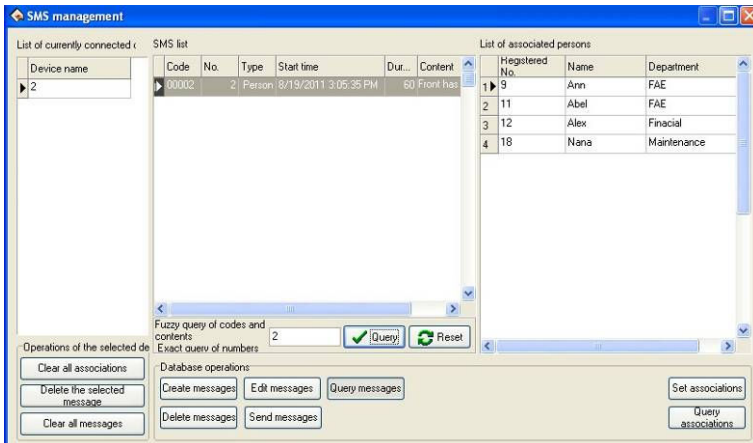 SMS management
List of currently connected
Device name
2
SMS list
Code No. Type Start time Dur... Content
00002 2 Person 8/19/2011 3:05:35 PM 60 Front has
List of associated persons
Registered No. Name Department
1 9 Ann FAE
2 11 Abel FAE
3 12 Alex Finacial
4 18 Nana Maintenance
Fuzzy query of codes and
contents
Exact query of numbers
2
Query Reset
Operations of the selected de
Clear all associations
Delete the selected
message
Clear all messages
Database operations
Create messages Edit messages Query messages
Delete messages Send messages
Set associations
Query
associations